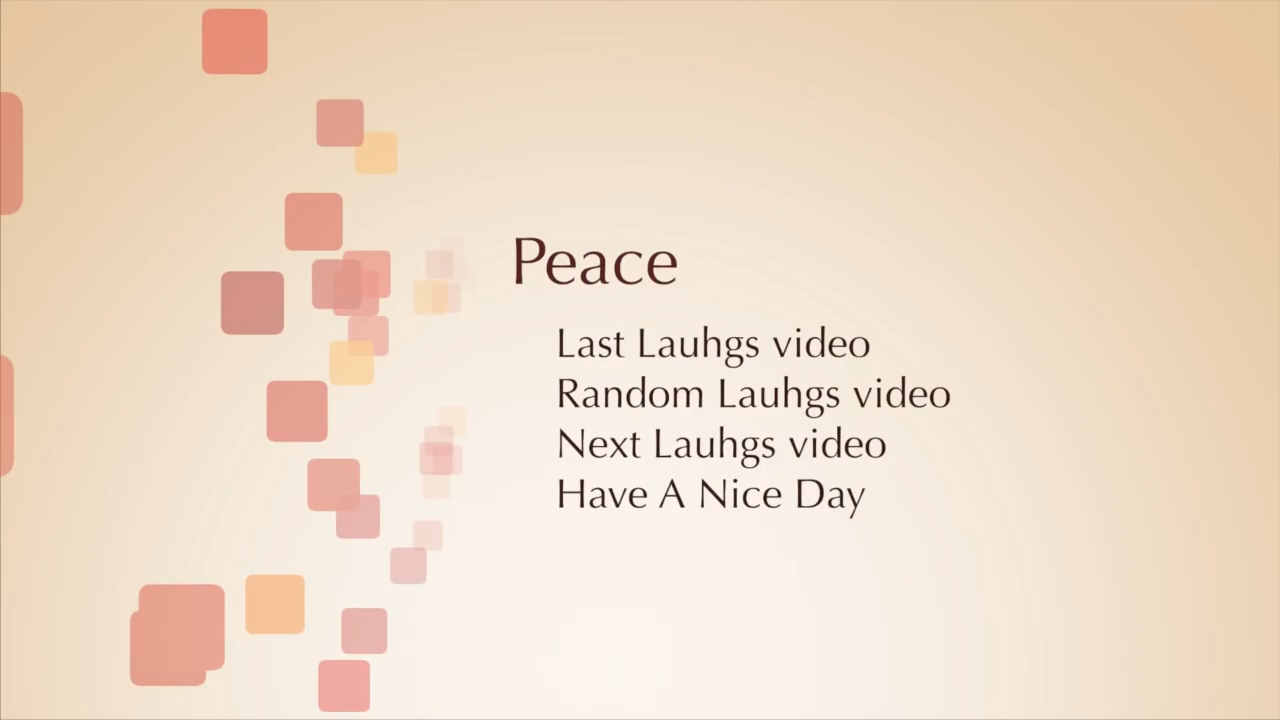 Peace
Last Lauhgs video
Random Lauhgs video
Next Lauhgs video
Have A Nice Day